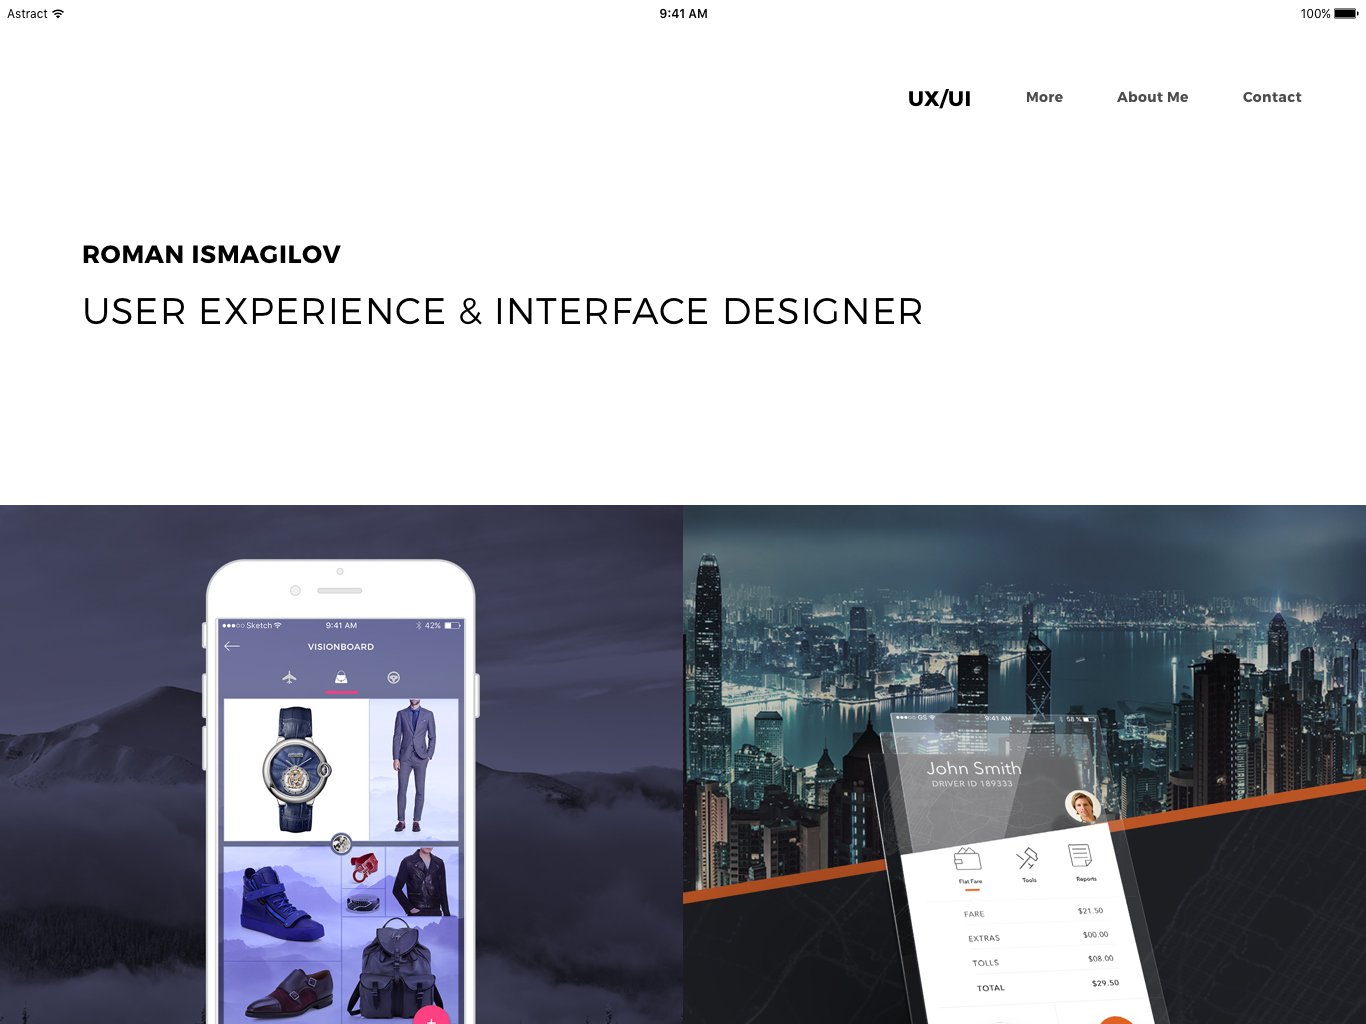 Astract 9:41 AM 100%
UX/UI More About Me Contact
ROMAN ISMAGILOV
USER EXPERIENCE & INTERFACE DESIGNER
Sketch 9:41 AM 42%
VISIONBOARD
GS 9:41 AM 58 %
John Smith
DRIVER ID 189333
Flat Fare Tools Reports
FARE $21.50
EXTRAS $00.00
TOLLS $08.00
TOTAL $29.50